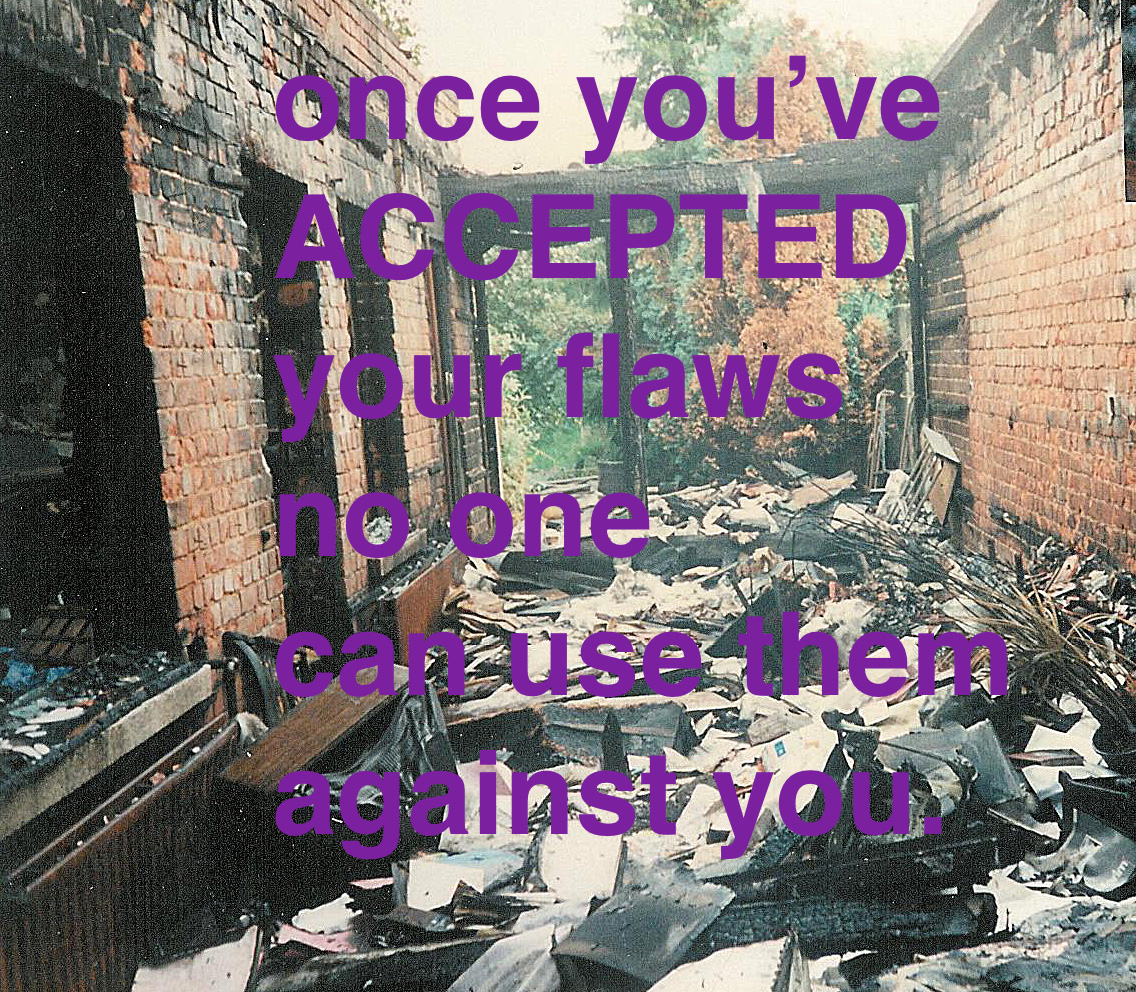 once you’ve
ACCEPTED
your flaws
no one
can use them
against you.